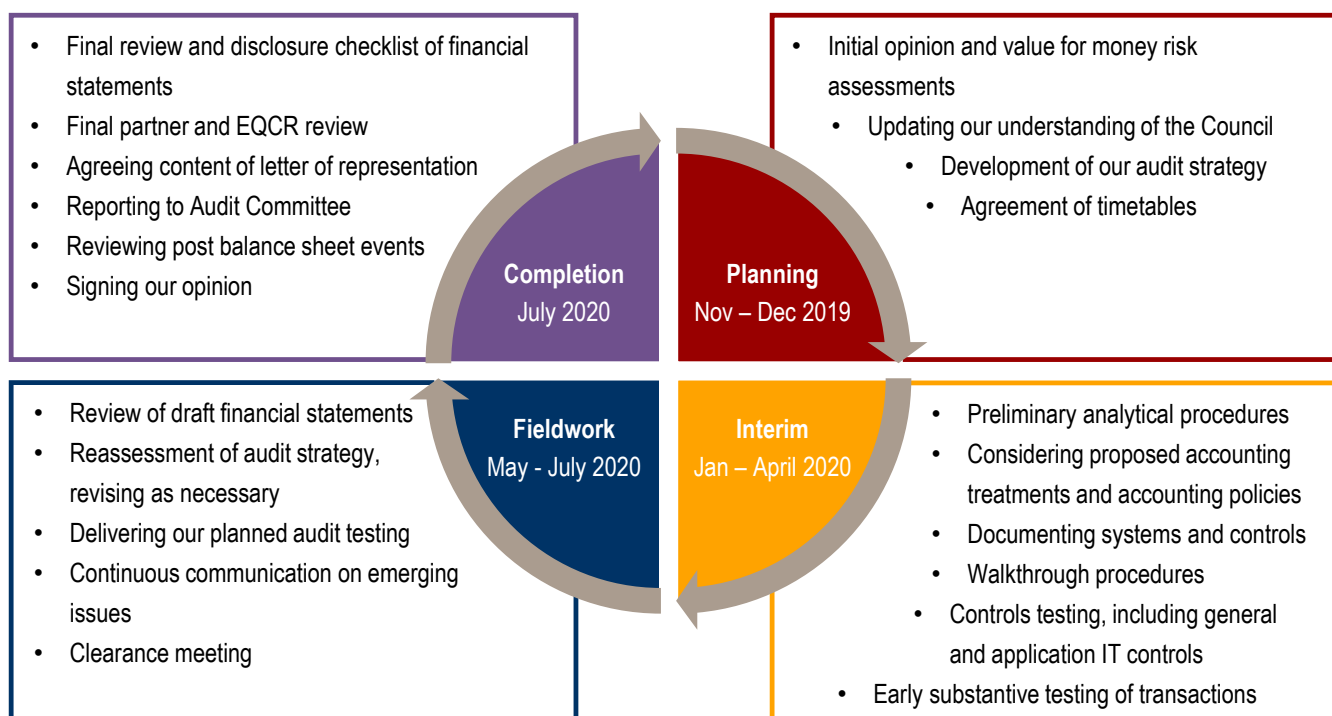 • Final review and disclosure checklist of financial
statements
• Final partner and EQCR review
• Agreeing content of letter of representation
• Reporting to Audit Committee
• Reviewing post balance sheet events
• Signing our opinion
Completion
July 2020
• Initial opinion and value for money risk
assessments
• Updating our understanding of the Council
• Development of our audit strategy
• Agreement of timetables
Planning
Nov – Dec 2019
• Review of draft financial statements
• Reassessment of audit strategy,
revising as necessary
• Delivering our planned audit testing
• Continuous communication on emerging
issues
• Clearance meeting
Fieldwork
May - July 2020
Interim
Jan – April 2020
• Preliminary analytical procedures
• Considering proposed accounting
treatments and accounting policies
• Documenting systems and controls
• Walkthrough procedures
• Controls testing, including general
and application IT controls
• Early substantive testing of transactions